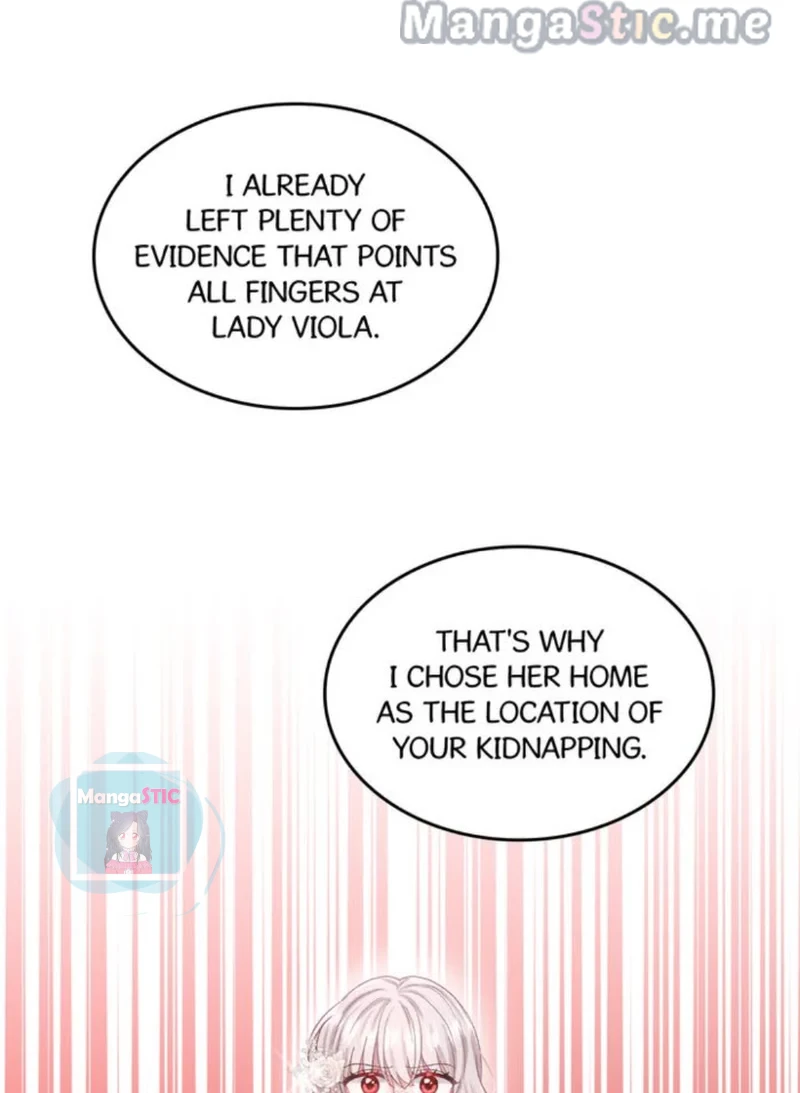 MangaStic.me
I ALREADY
LEFT PLENTY OF
EVIDENCE THAT POINTS
ALL FINGERS AT
LADY VIOLA.
THAT'S WHY
I CHOSE HER HOME
AS THE LOCATION OF
YOUR KIDNAPPING.
MangaSTIC